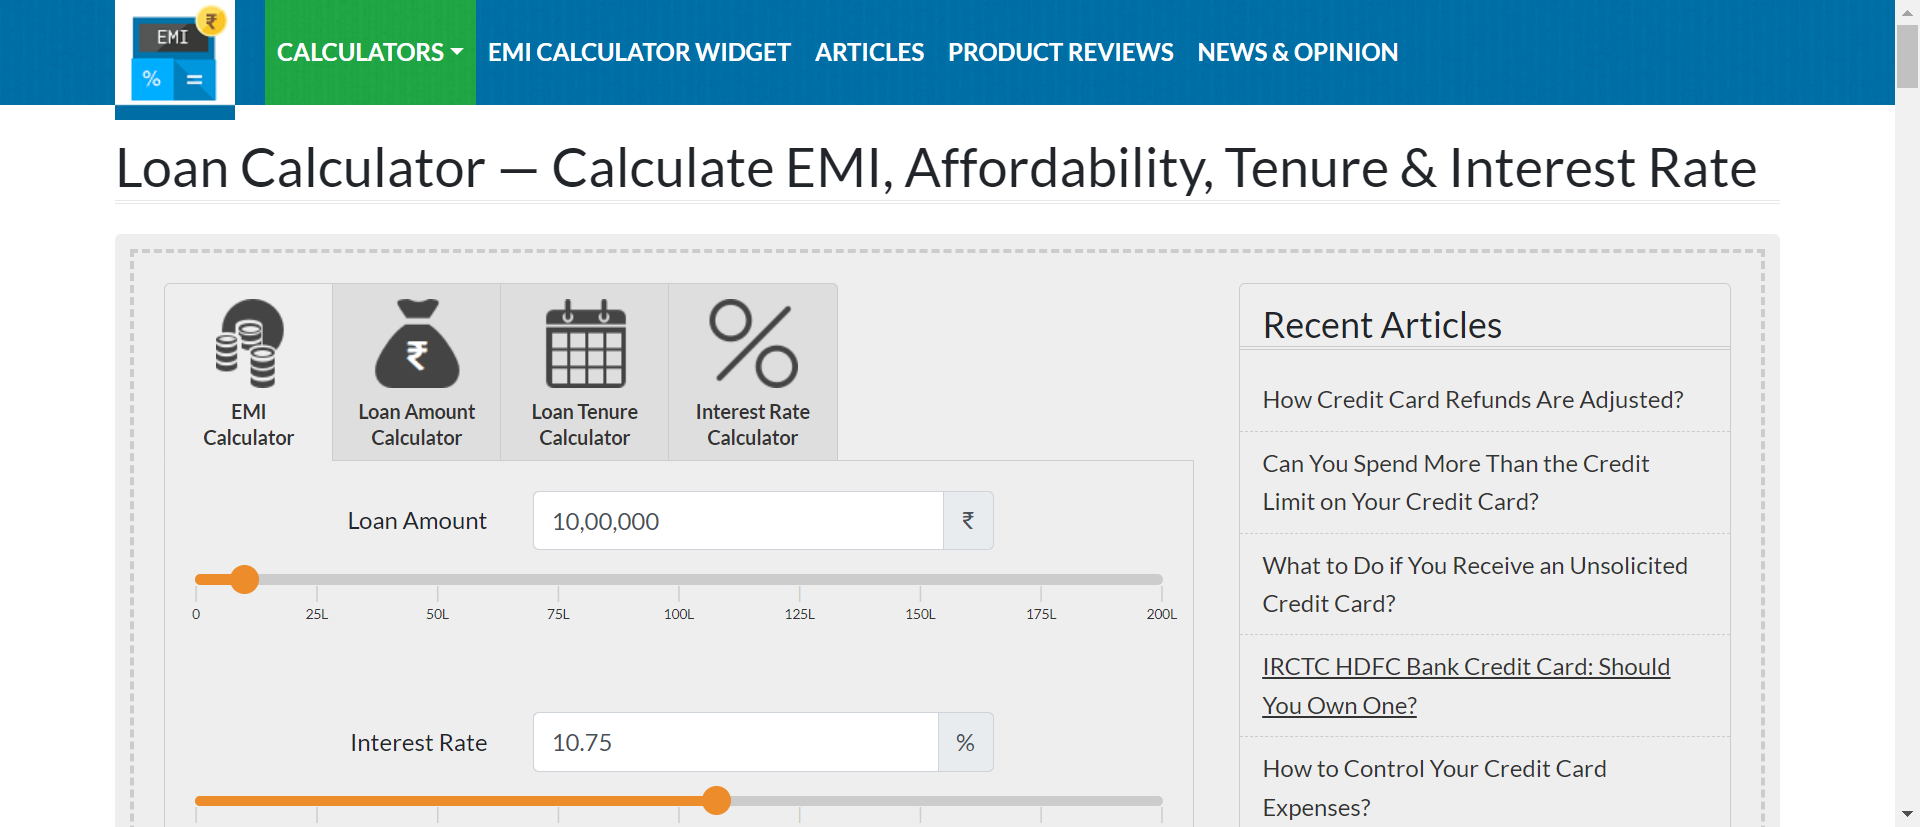 EMI
₹
%
=
CALCULATORS EMI CALCULATOR WIDGET ARTICLES PRODUCT REVIEWS NEWS & OPINION
Loan Calculator — Calculate EMI, Affordability, Tenure & Interest Rate
EMI
Calculator
₹
Loan Amount
Calculator
Loan Tenure
Calculator
Interest Rate
Calculator
Loan Amount 10,00,000 ₹
0 25L 50L 75L 100L 125L 150L 175L 200L
Interest Rate 10.75 %
Recent Articles
How Credit Card Refunds Are Adjusted?
Can You Spend More Than the Credit
Limit on Your Credit Card?
What to Do if You Receive an Unsolicited
Credit Card?
IRCTC HDFC Bank Credit Card: Should
You Own One?
How to Control Your Credit Card
Expenses?